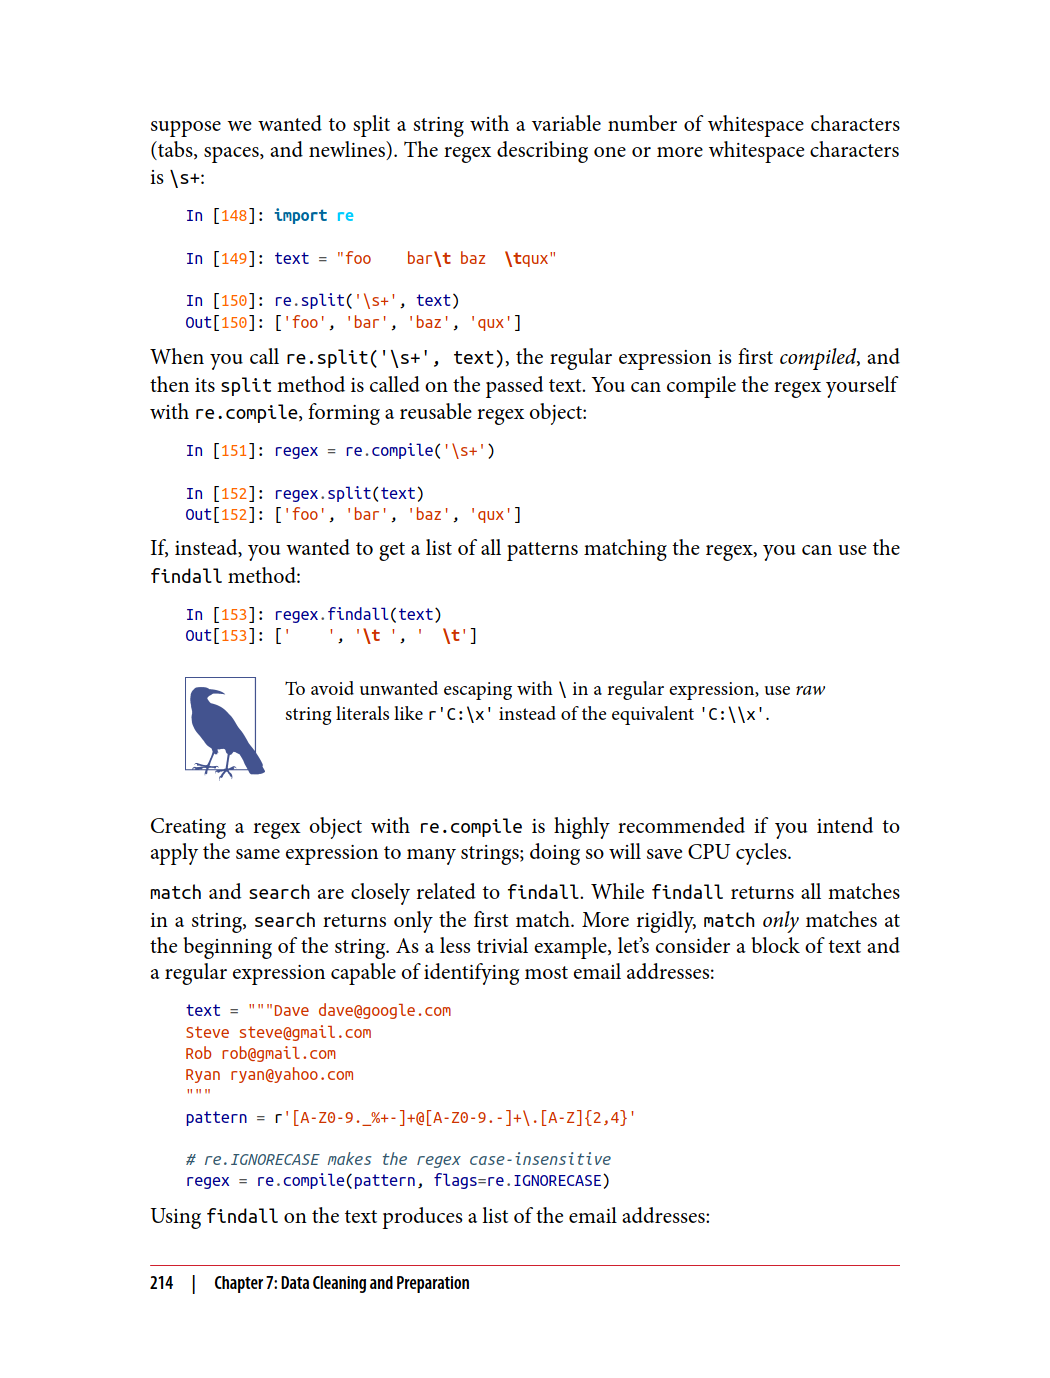 suppose we wanted to split a string with a variable number of whitespace characters
(tabs, spaces, and newlines). The regex describing one or more whitespace characters
is \s+:
In [148]: import re
In [149]: text = "foo    bar\t baz  \tqux"
In [150]: re.split('\s+', text)
Out[150]: ['foo', 'bar', 'baz', 'qux']
When you call re.split('\s+', text), the regular expression is first compiled, and
then its split method is called on the passed text. You can compile the regex yourself
with re.compile, forming a reusable regex object:
In [151]: regex = re.compile('\s+')
In [152]: regex.split(text)
Out[152]: ['foo', 'bar', 'baz', 'qux']
If, instead, you wanted to get a list of all patterns matching the regex, you can use the
findall method:
In [153]: regex.findall(text)
Out[153]: ['    ', '\t ', '  \t']
To avoid unwanted escaping with \ in a regular expression, use raw
string literals like r'C:\x' instead of the equivalent 'C:\\x'.
Creating a regex object with re.compile is highly recommended if you intend to
apply the same expression to many strings; doing so will save CPU cycles.
match and search are closely related to findall. While findall returns all matches
in a string, search returns only the first match. More rigidly, match only matches at
the beginning of the string. As a less trivial example, let’s consider a block of text and
a regular expression capable of identifying most email addresses:
text = """Dave dave@google.com
Steve steve@gmail.com
Rob rob@gmail.com
Ryan ryan@yahoo.com
"""
pattern = r'[A-Z0-9._%+-]+@[A-Z0-9.-]+\.[A-Z]{2,4}'
# re.IGNORECASE makes the regex case-insensitive
regex = re.compile(pattern, flags=re.IGNORECASE)
Using findall on the text produces a list of the email addresses:
214 | Chapter 7: Data Cleaning and Preparation